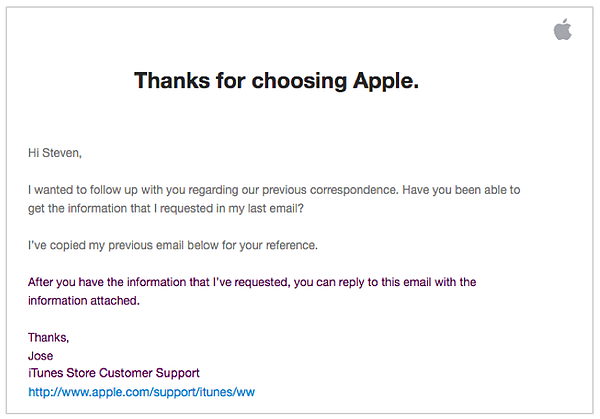 Thanks for choosing Apple.
Hi Steven,
I wanted to follow up with you regarding our previous correspondence. Have you been able to
get the information that I requested in my last email?
I've copied my previous email below for your reference.
After you have the information that I've requested, you can reply to this email with the
information attached.
Thanks,
Jose
iTunes Store Customer Support
http://www.apple.com/support/itunes/ww